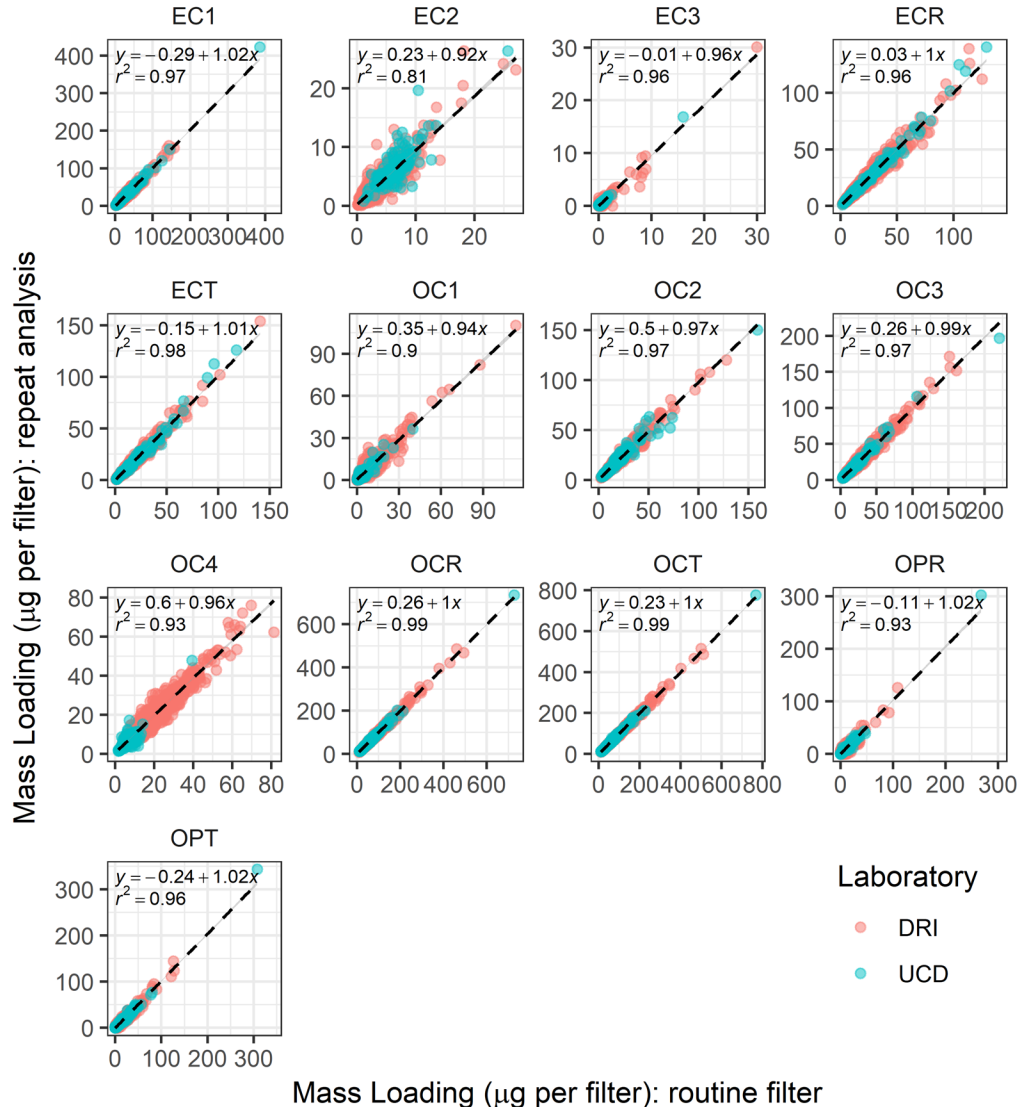 EC1
EC2
EC3
ECR
y = −0.29 + 1.02x
r² = 0.97
y = 0.23 + 0.92x
r² = 0.81
y = −0.01 + 0.96x
r² = 0.96
y = 0.03 + 1x
r² = 0.96
400
300
200
100
0
0 100 200 300 400
20
10
0
0 10 20
30
20
10
0
0 10 20 30
100
50
0
0 50 100
ECT
OC1
OC2
OC3
y = −0.15 + 1.01x
r² = 0.98
y = 0.35 + 0.94x
r² = 0.9
y = 0.5 + 0.97x
r² = 0.97
y = 0.26 + 0.99x
r² = 0.97
150
100
50
0
0 50 100 150
90
60
30
0
0 30 60 90
150
100
50
0
0 50 100 150
200
150
100
50
0
0 50 100 150 200
OC4
OCR
OCT
OPR
y = 0.6 + 0.96x
r² = 0.93
y = 0.26 + 1x
r² = 0.99
y = 0.23 + 1x
r² = 0.99
y = −0.11 + 1.02x
r² = 0.93
80
60
40
20
0
0 20 40 60 80
600
400
200
0
0 200 400 600
800
600
400
200
0
0 200 400 600 800
300
200
100
0
0 100 200 300
OPT
y = −0.24 + 1.02x
r² = 0.96
300
200
100
0
0 100 200 300
Laboratory
DRI
UCD
Mass Loading (μg per filter): repeat analysis
Mass Loading (μg per filter): routine filter